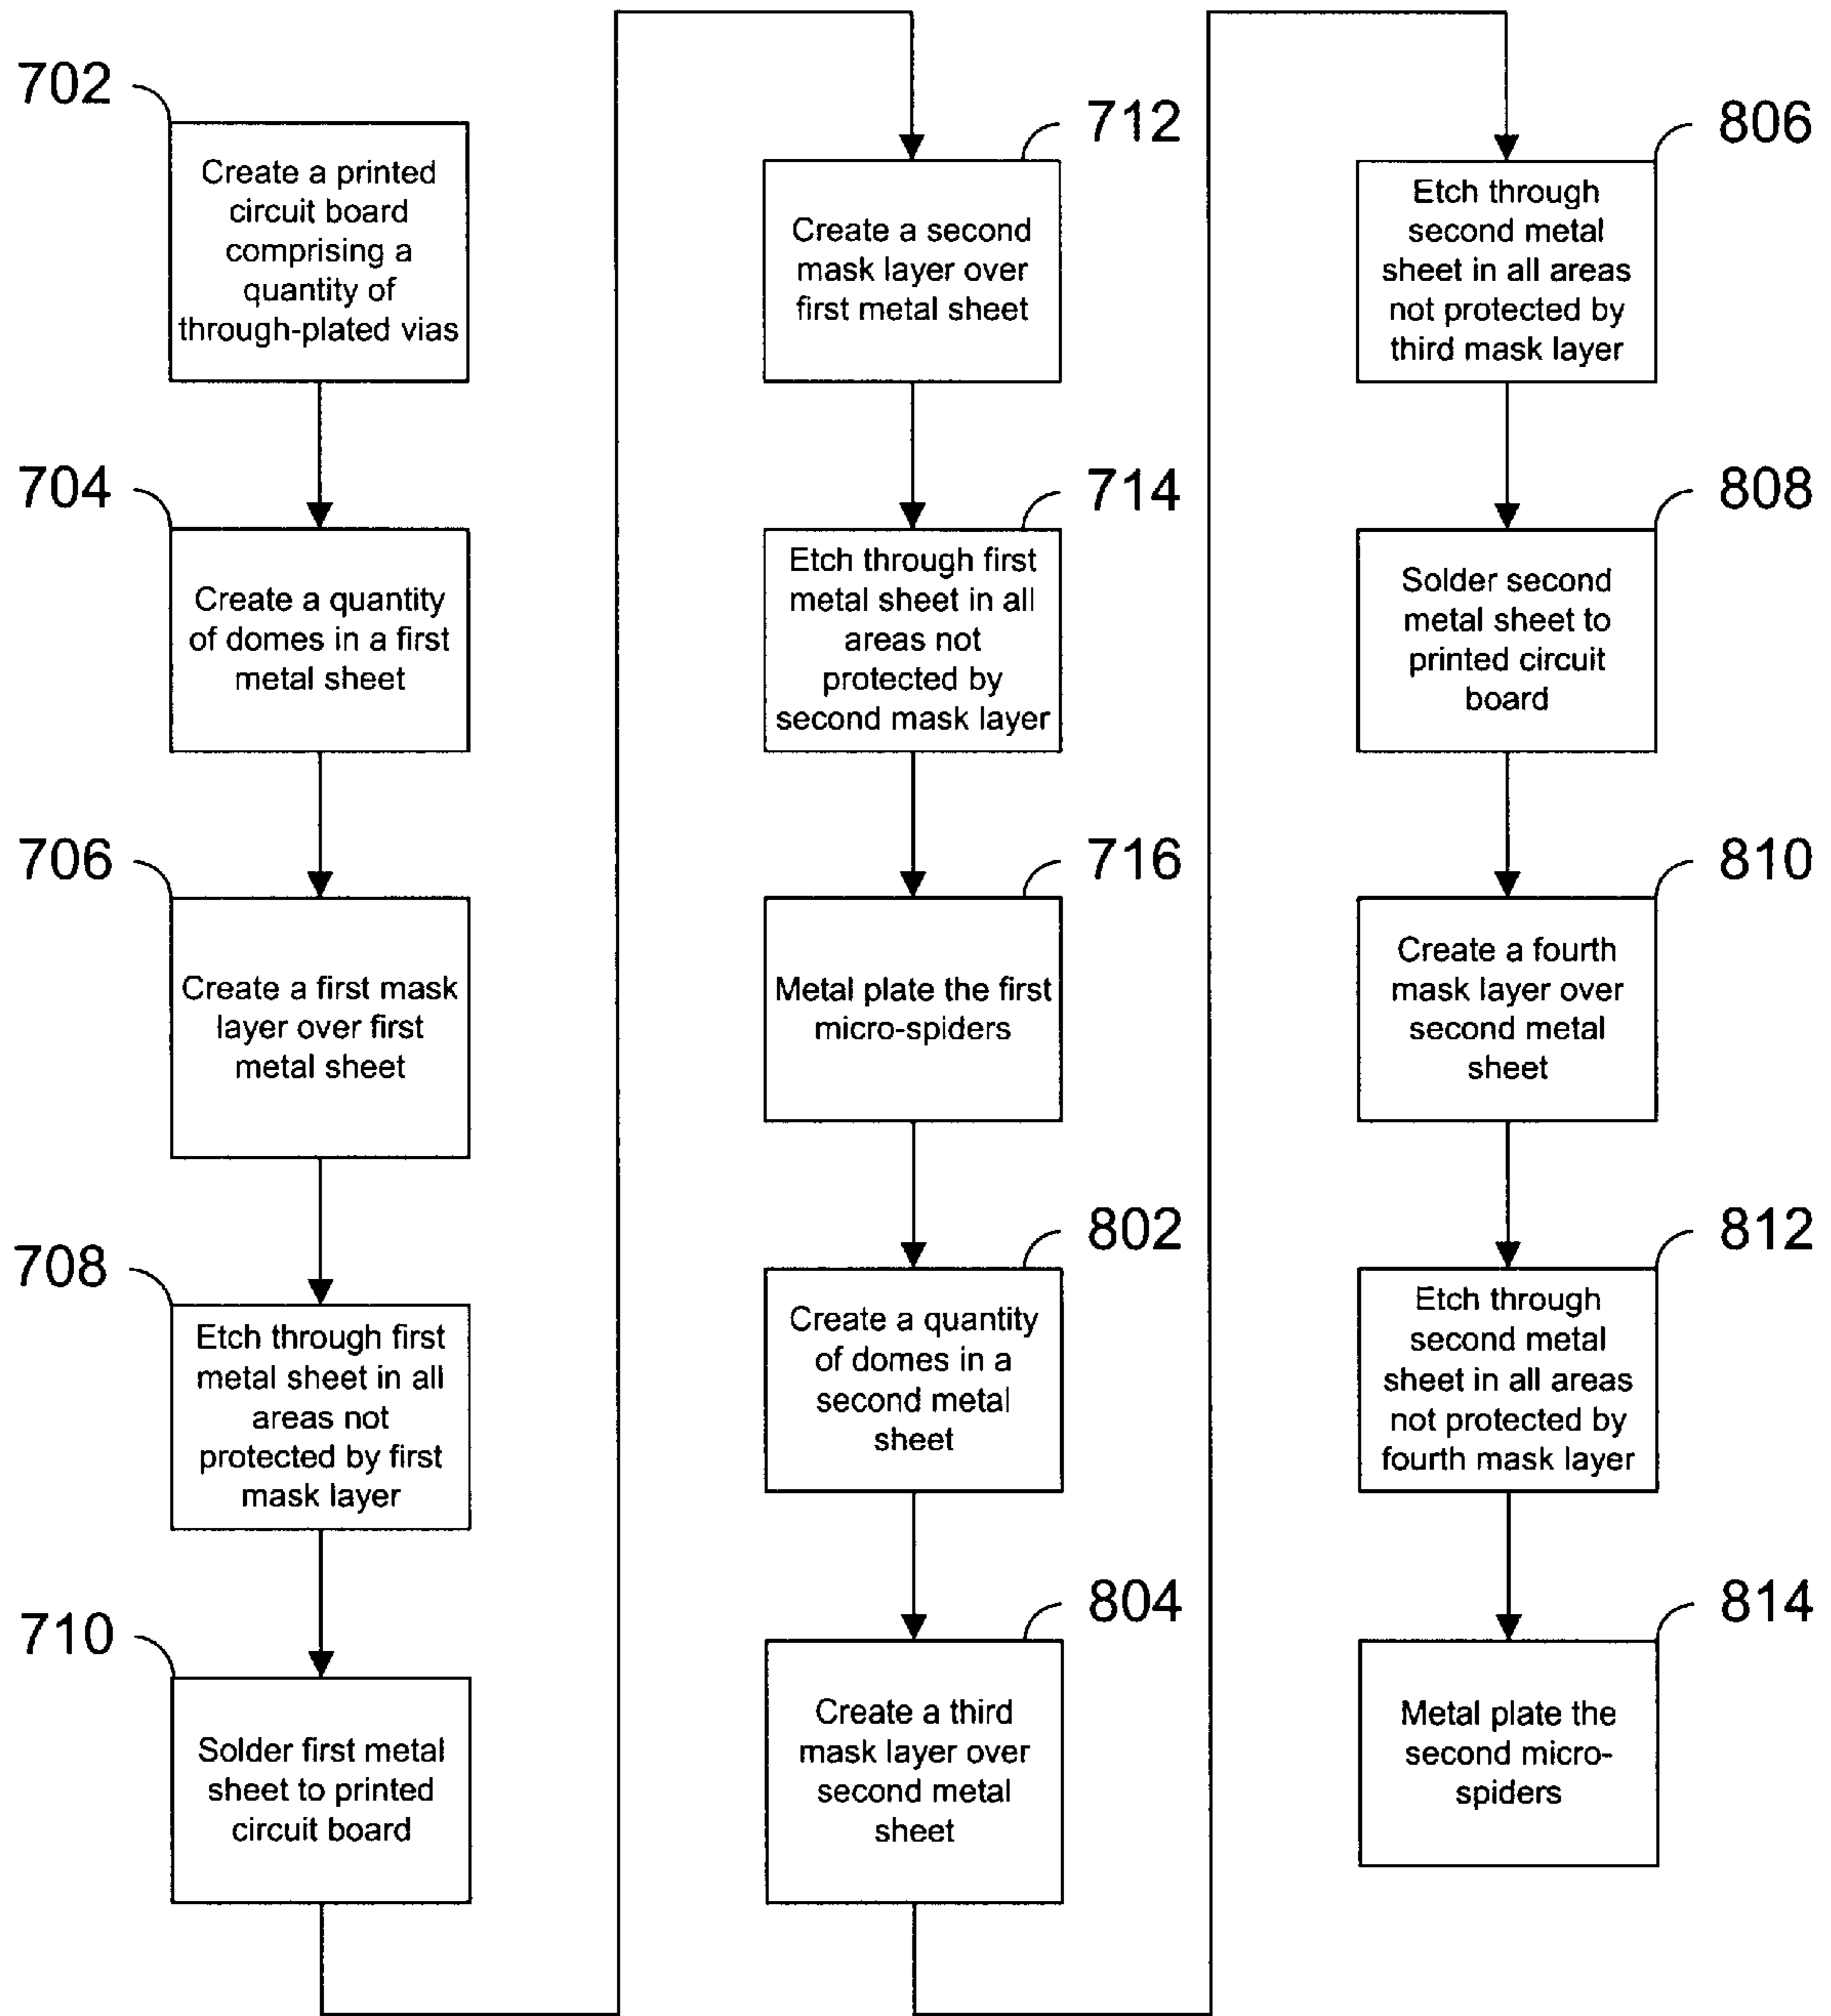 702
Create a printed
circuit board
comprising a
quantity of
through-plated vias
704
Create a quantity
of domes in a first
metal sheet
706
Create a first mask
layer over first
metal sheet
708
Etch through first
metal sheet in all
areas not
protected by first
mask layer
710
Solder first metal
sheet to printed
circuit board
712
Create a second
mask layer over
first metal sheet
714
Etch through first
metal sheet in all
areas not
protected by
second mask layer
716
Metal plate the first
micro-spiders
802
Create a quantity
of domes in a
second metal
sheet
804
Create a third
mask layer over
second metal
sheet
806
Etch through
second metal
sheet in all areas
not protected by
third mask layer
808
Solder second
metal sheet to
printed circuit
board
810
Create a fourth
mask layer over
second metal
sheet
812
Etch through
second metal
sheet in all areas
not protected by
fourth mask layer
814
Metal plate the
second micro-
spiders